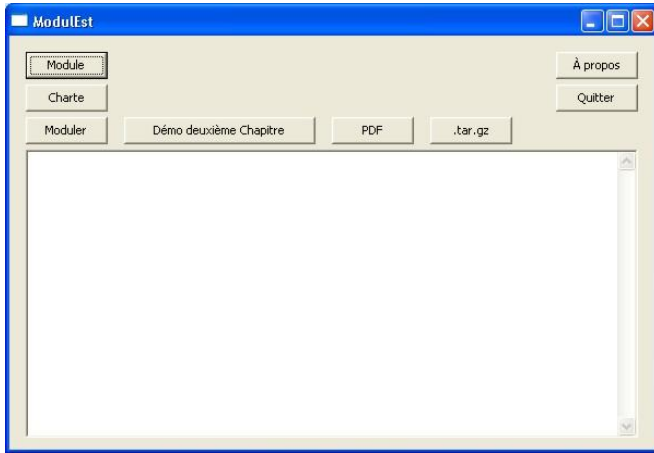 ModulEst
Module À propos
Charte Quitter
Moduler Démo deuxième Chapitre PDF .tar.gz